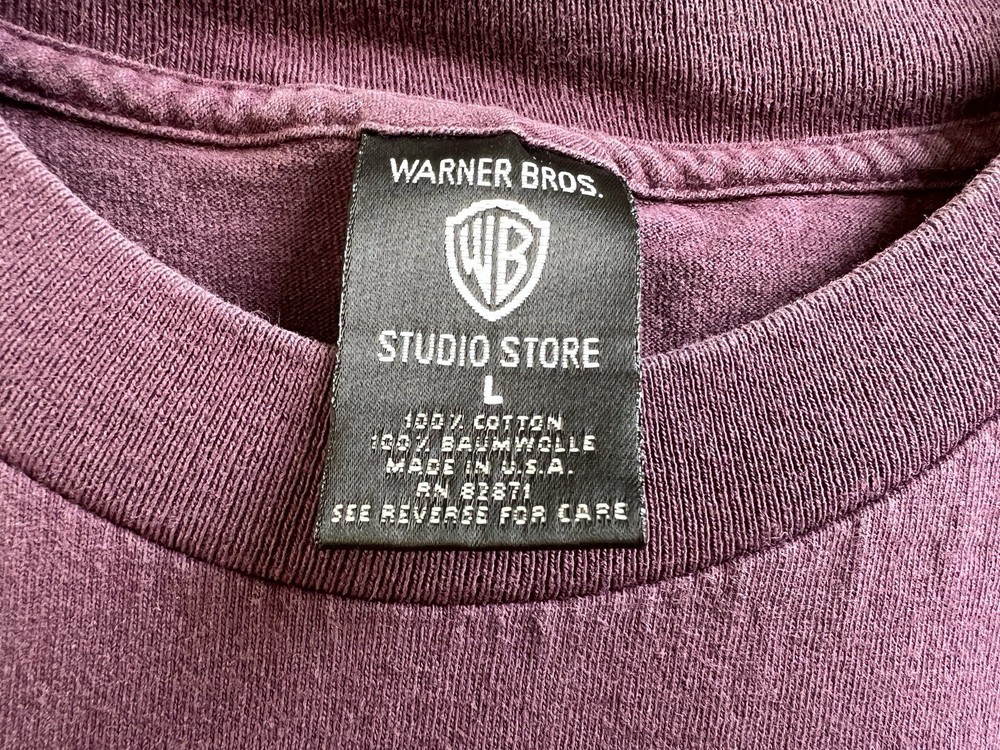 WARNER BROS.
WB
STUDIO STORE
L
100% COTTON
100% BAUMWOLLE
MADE IN U.S.A.
RN 82871
SEE REVERSE FOR CARE